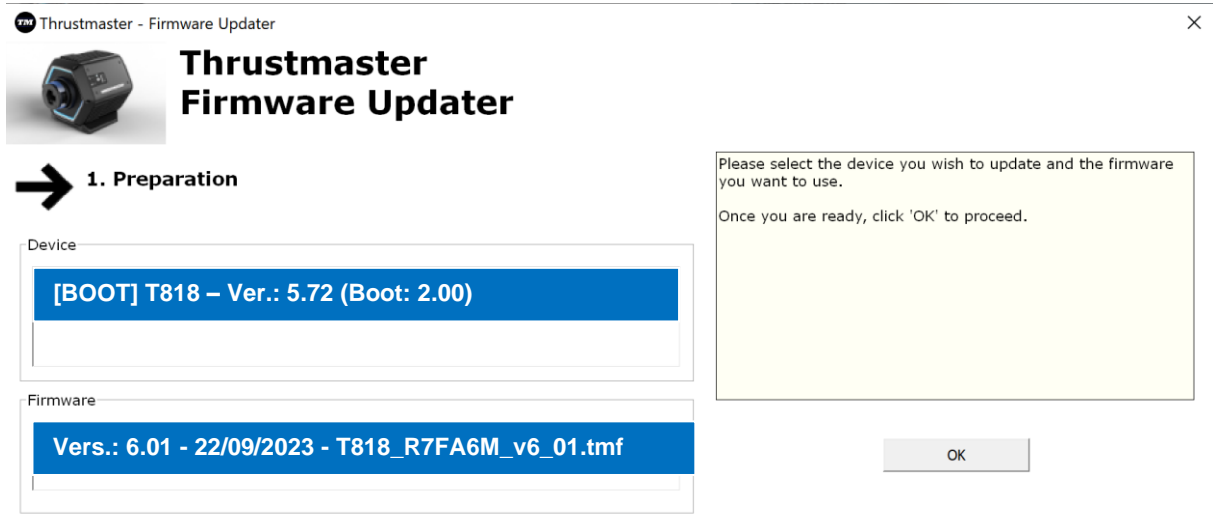 TM Thrustmaster - Firmware Updater
Thrustmaster
Firmware Updater
1. Preparation
Please select the device you wish to update and the firmware
you want to use.
Once you are ready, click 'OK' to proceed.
Device
[BOOT] T818 – Ver.: 5.72 (Boot: 2.00)
Firmware
Vers.: 6.01 - 22/09/2023 - T818_R7FA6M_v6_01.tmf
OK